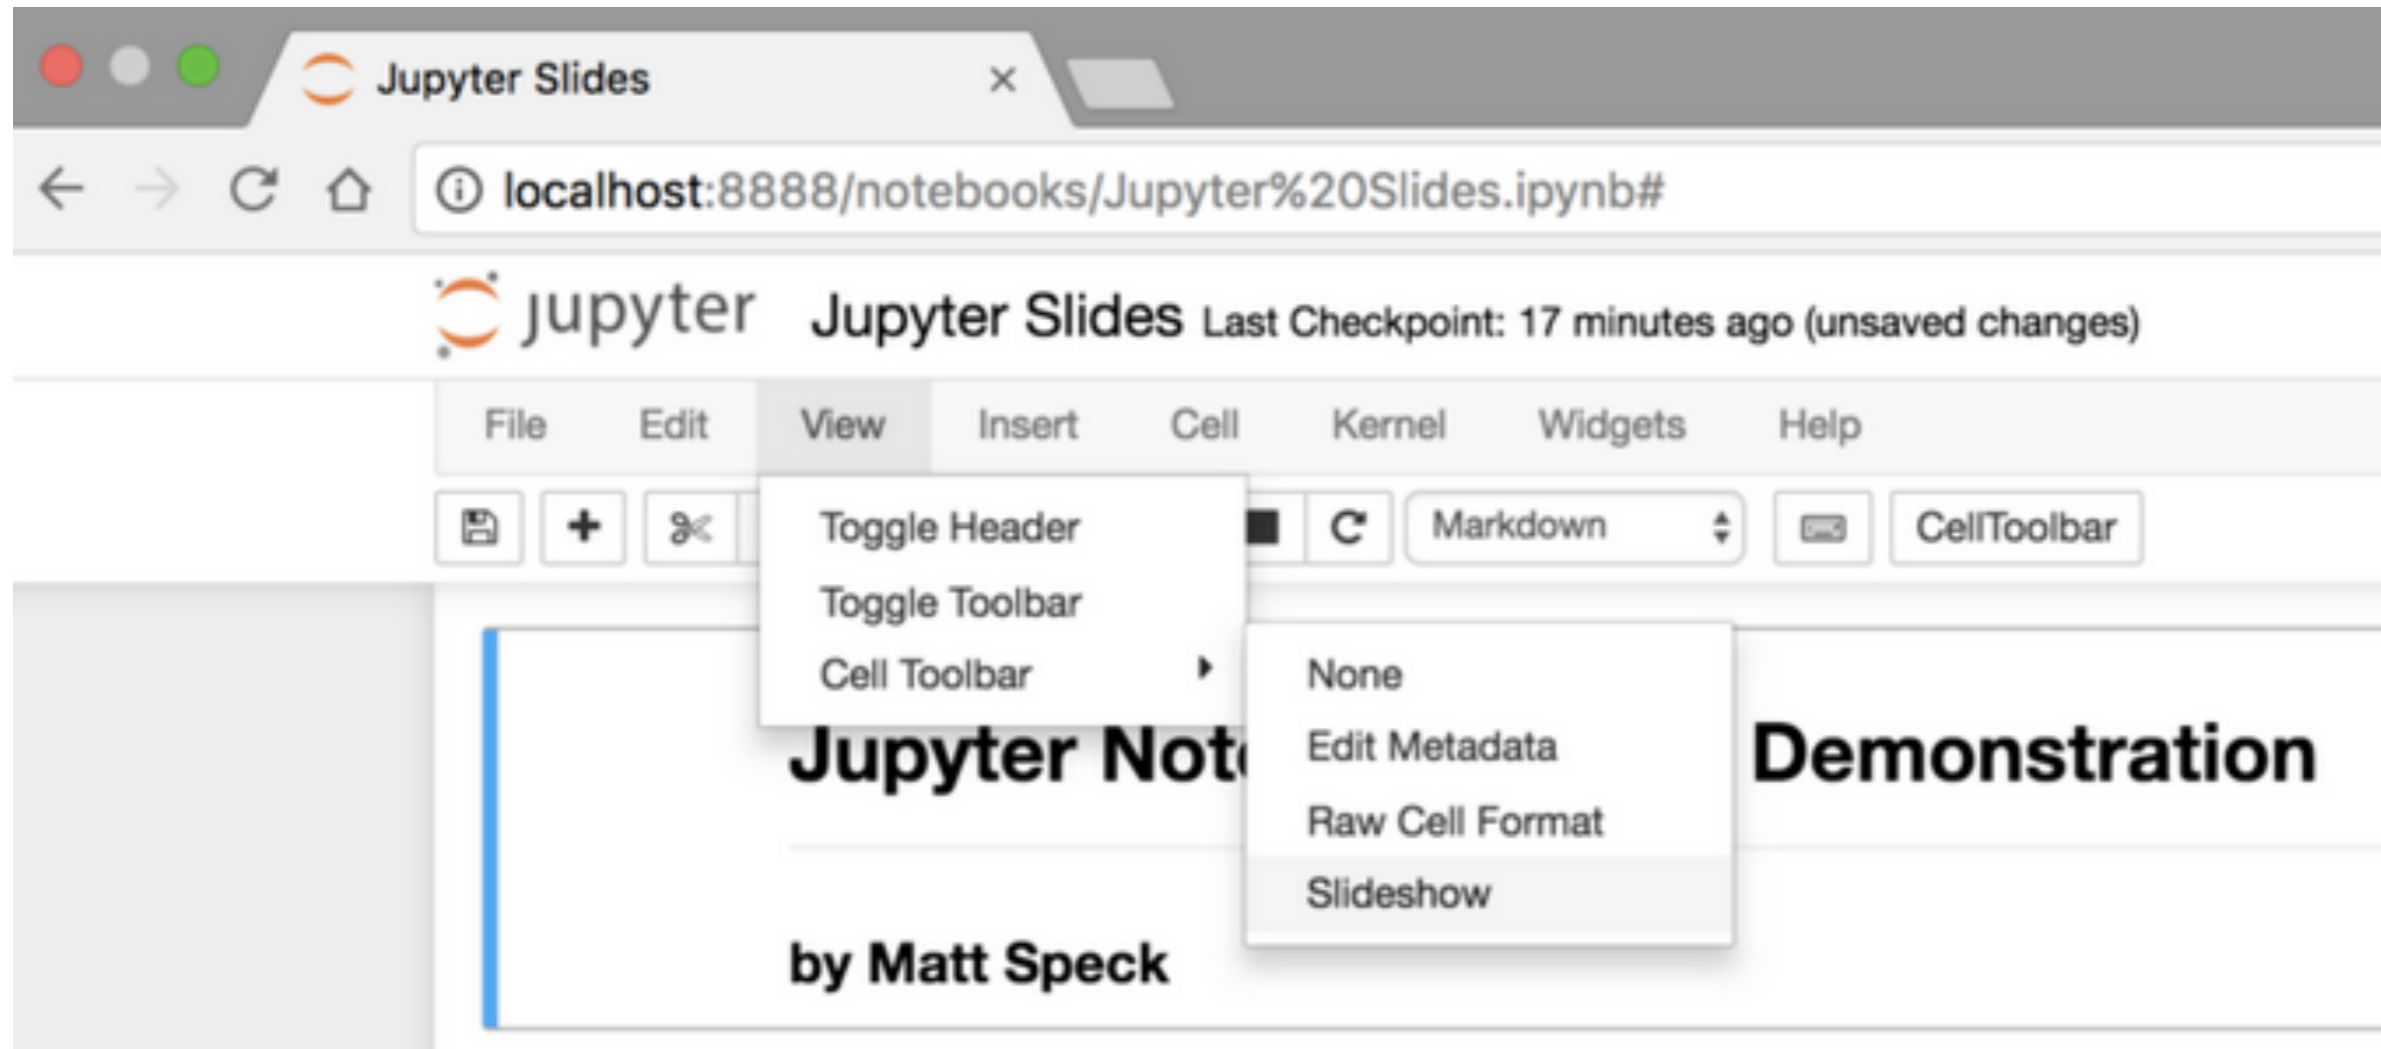 Jupyter Slides
localhost:8888/notebooks/Jupyter%20Slides.ipynb#
jupyter Jupyter Slides Last Checkpoint: 17 minutes ago (unsaved changes)
File Edit View Insert Cell Kernel Widgets Help
Markdown CellToolbar
Toggle Header
Toggle Toolbar
Cell Toolbar
None
Edit Metadata
Raw Cell Format
Slideshow
Jupyter Demonstration
by Matt Speck